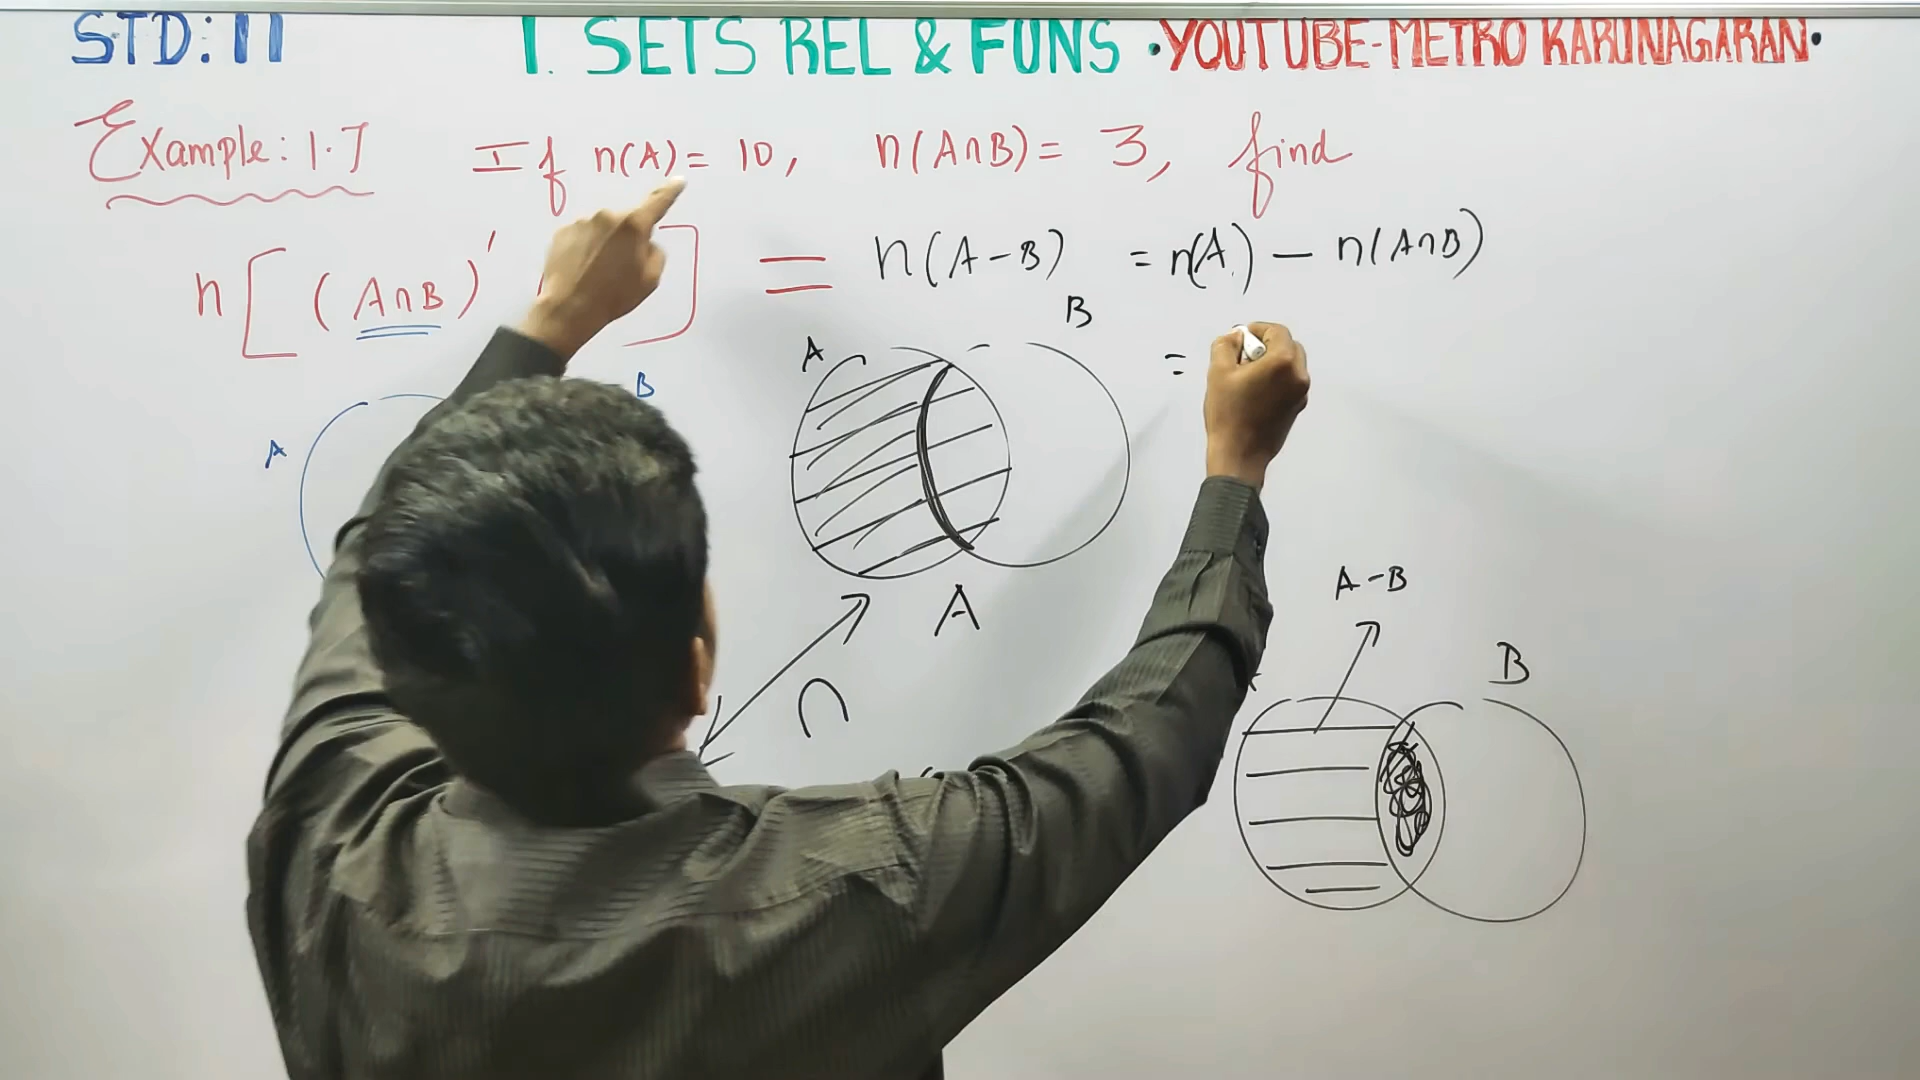 STD: 11 1. SETS REL & FUNS •YOUTUBE-METRO KARUNAGARAN•
Example: 1.7 If n(A) = 10, n(A∩B) = 3, find
n[(A∩B)' ] = n(A-B) = n(A) - n(A∩B)
=
A B
A B
A
∩
A-B
B